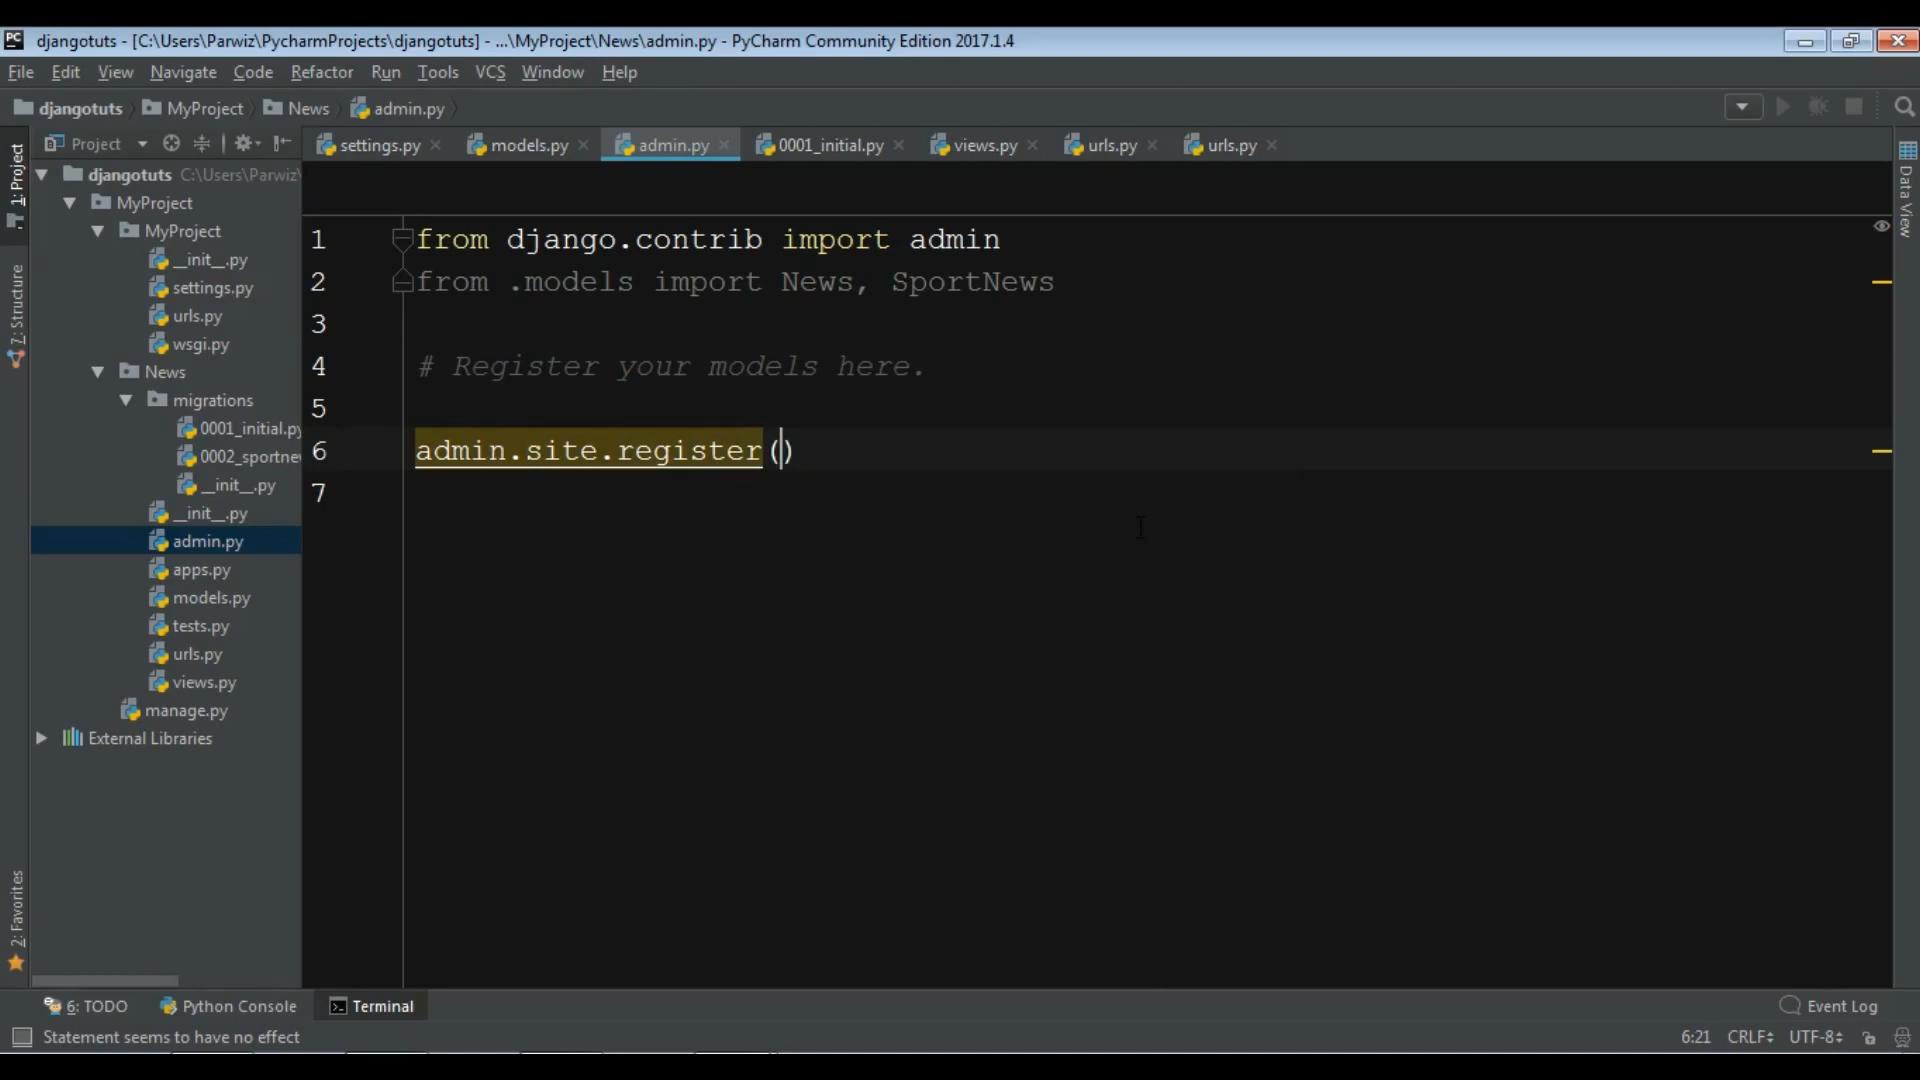 PC djangotuts - [C:\Users\Parwiz\PycharmProjects\djangotuts] - ...\MyProject\News\admin.py - PyCharm Community Edition 2017.1.4
File Edit View Navigate Code Refactor Run Tools VCS Window Help
djangotuts MyProject News admin.py
Project
settings.py models.py admin.py 0001_initial.py views.py urls.py urls.py
1: Project
7: Structure
2: Favorites
djangotuts C:\Users\Parwiz\
MyProject
MyProject
__init__.py
settings.py
urls.py
wsgi.py
News
migrations
0001_initial.py
0002_sportne
__init__.py
__init__.py
admin.py
apps.py
models.py
tests.py
urls.py
views.py
manage.py
External Libraries
1 from django.contrib import admin
2 from .models import News, SportNews
3
4 # Register your models here.
5
6 admin.site.register()
7
Data View
6: TODO Python Console Terminal Event Log
Statement seems to have no effect 6:21 CRLF UTF-8